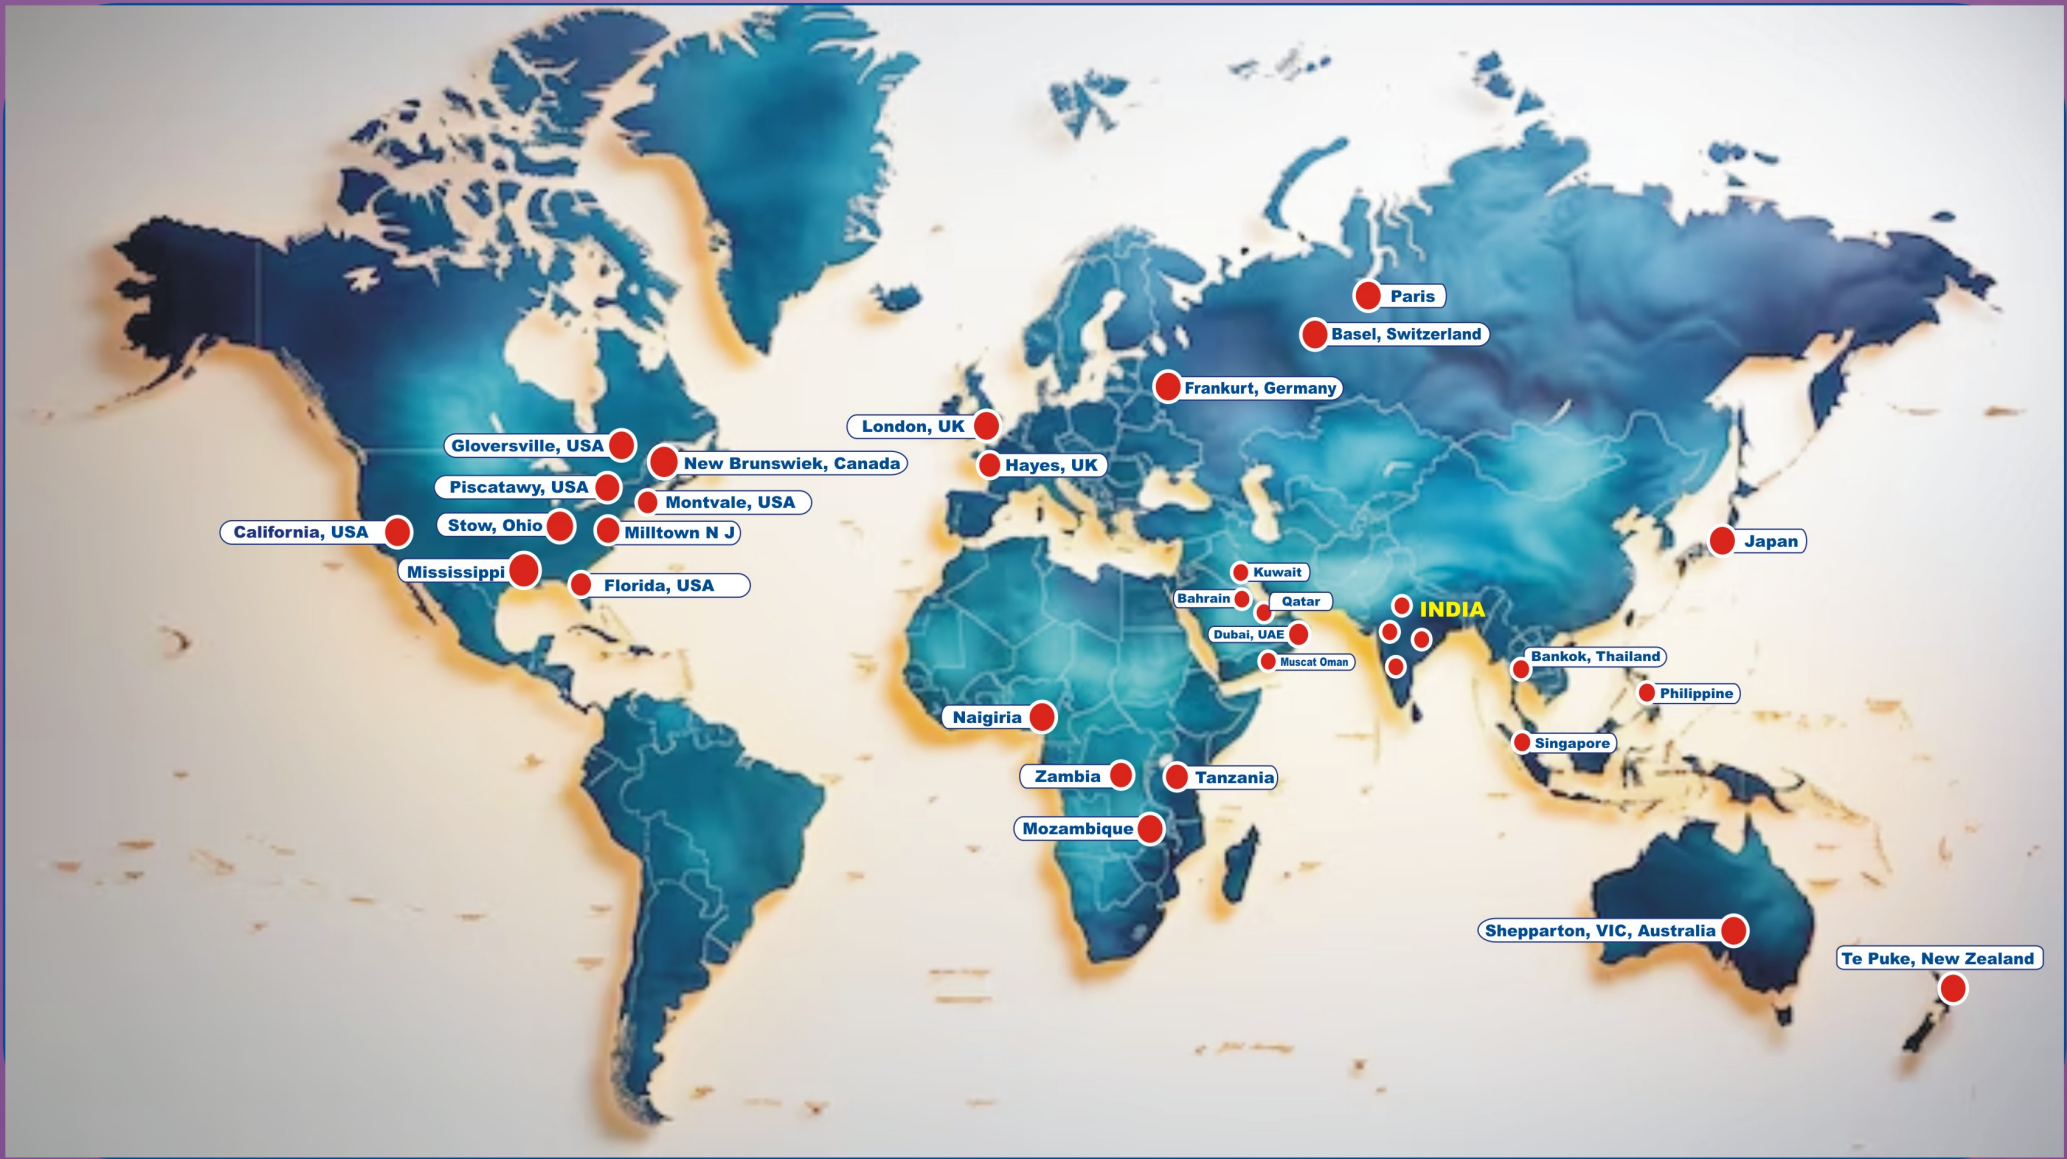 Paris
Basel, Switzerland
Frankurt, Germany
London, UK
Gloversville, USA
New Brunswiek, Canada
Hayes, UK
Piscatawy, USA
Montvale, USA
Stow, Ohio
California, USA
Milltown N J
Japan
Mississippi
Kuwait
Florida, USA
Bahrain
Qatar
INDIA
Dubai, UAE
Muscat Oman
Bankok, Thailand
Philippine
Naigiria
Singapore
Zambia
Tanzania
Mozambique
Shepparton, VIC, Australia
Te Puke, New Zealand